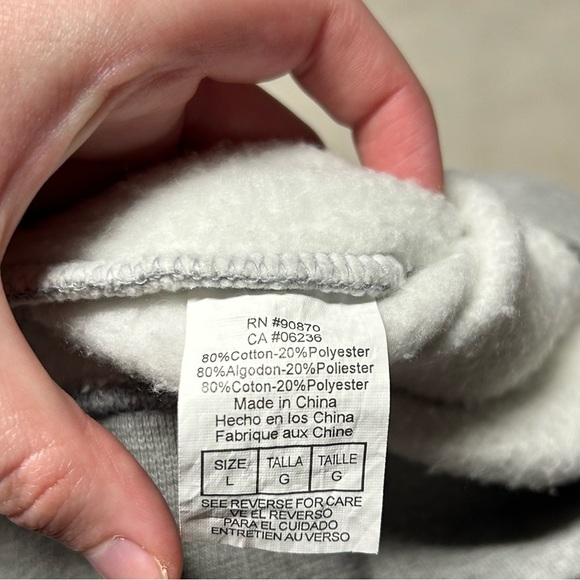 RN #90870
CA #06236
80%Cotton-20%Polyester
80%Algodon-20%Poliester
80%Coton-20%Polyester
Made in China
Hecho en los China
Fabrique aux Chine
SIZE TALLA TAILLE
L G G
SEE REVERSE FOR CARE
VE EL REVERSO
PARA EL CUIDADO
ENTRETIEN AU VERSO